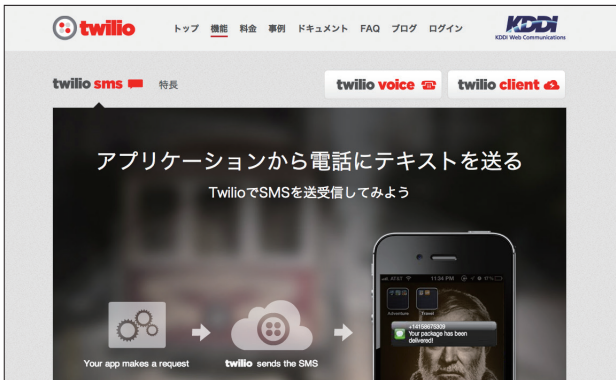 twilio
トップ 機能 料金 事例 ドキュメント FAQ ブログ ログイン
KDDI
KDDI Web Communications
twilio sms 特長
twilio voice
twilio client
アプリケーションから電話にテキストを送る
TwilioでSMSを送受信してみよう
AT&T 11:34 PM
Adventure Travel
+14158675309
Your package has been
delivered!
Your app makes a request
twilio sends the SMS